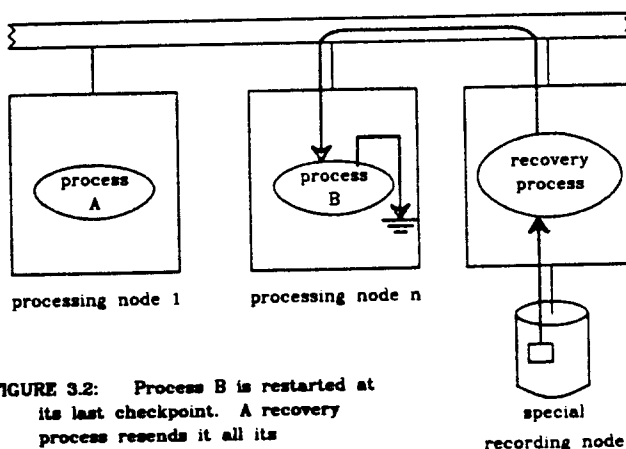 process
A
process
B
recovery
process
processing node 1
processing node n
special
recording node
FIGURE 3.2: Process B is restarted at
its last checkpoint. A recovery
process resends it all its